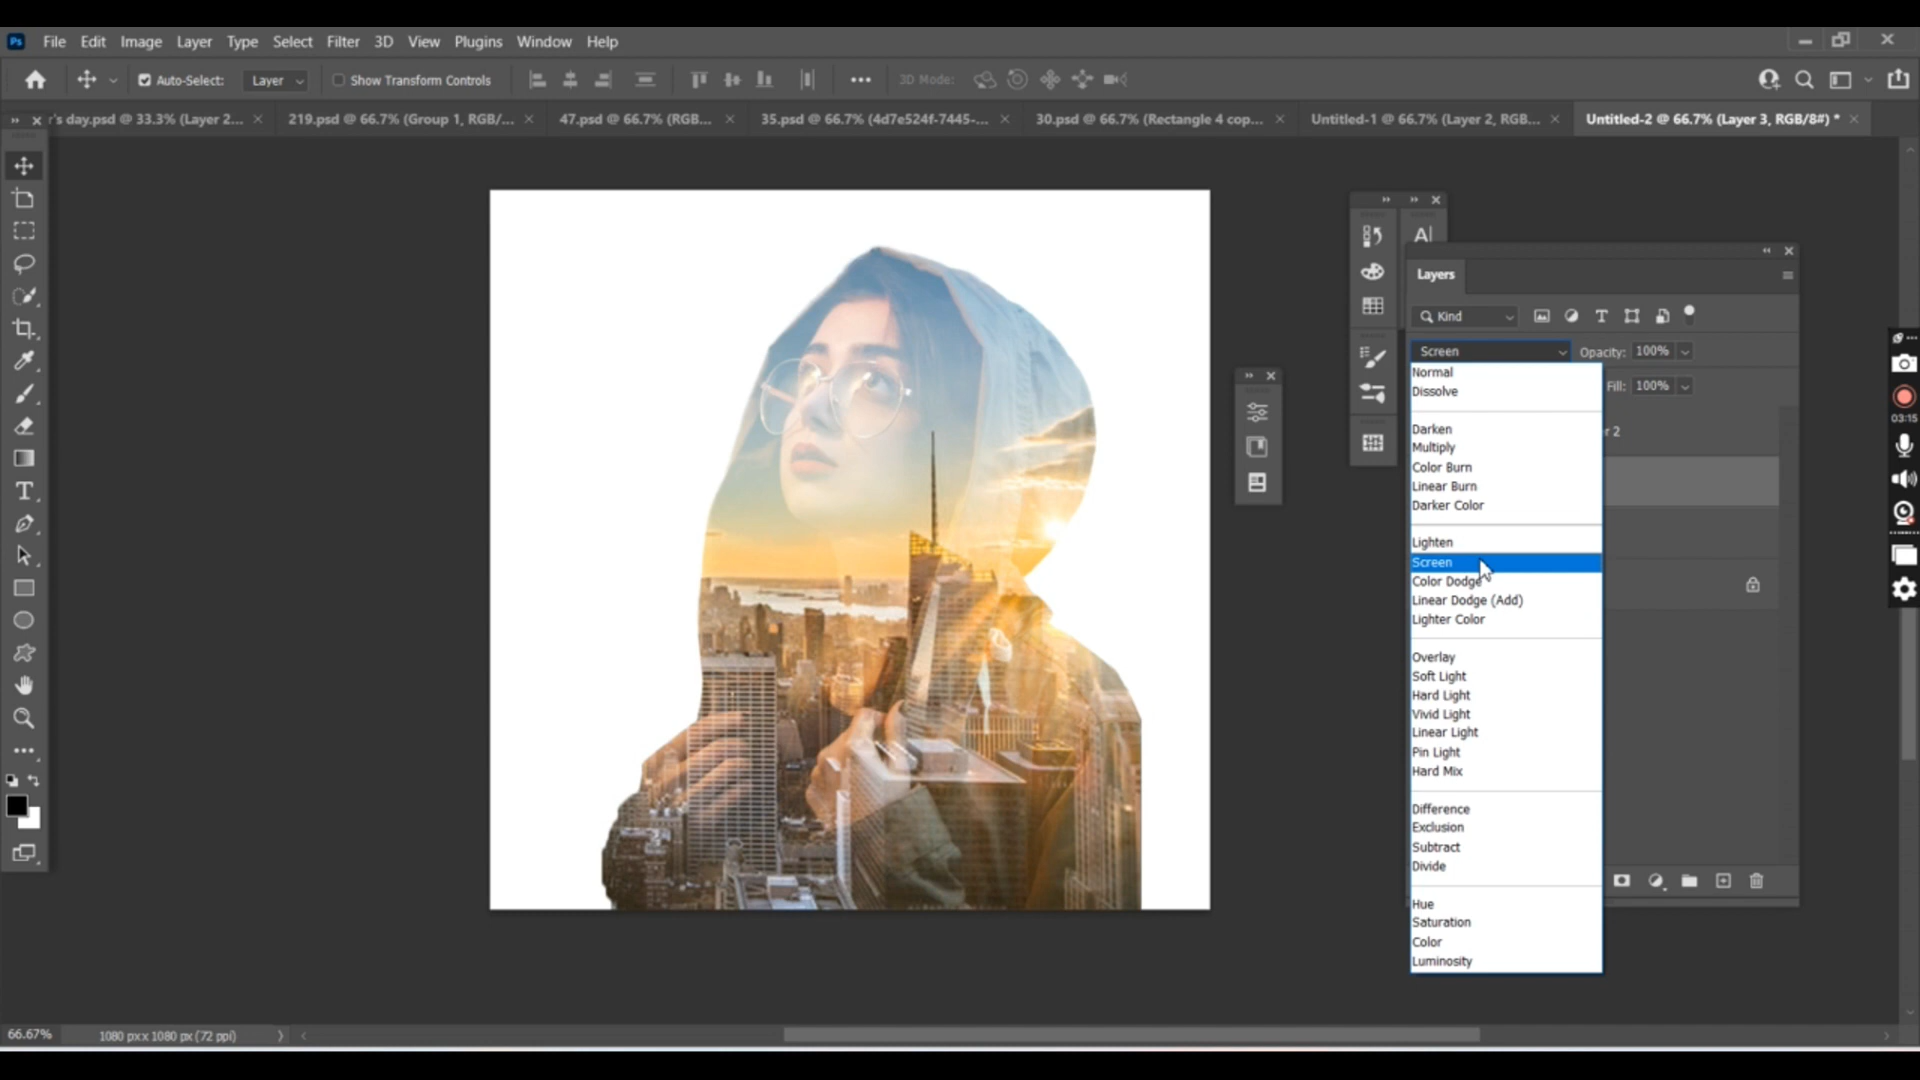 Ps File Edit Image Layer Type Select Filter 3D View Plugins Window Help
Auto-Select: Layer Show Transform Controls 3D Mode:
's day.psd @ 33.3% (Layer 2... 219.psd @ 66.7% (Group 1, RGB/... 47.psd @ 66.7% (RGB... 35.psd @ 66.7% (4d7e524f-7445-... 30.psd @ 66.7% (Rectangle 4 cop... Untitled-1 @ 66.7% (Layer 2, RGB... Untitled-2 @ 66.7% (Layer 3, RGB/8#) *
Layers
Kind
Screen Opacity: 100%
Fill: 100%
r 2
Normal
Dissolve
Darken
Multiply
Color Burn
Linear Burn
Darker Color
Lighten
Screen
Color Dodge
Linear Dodge (Add)
Lighter Color
Overlay
Soft Light
Hard Light
Vivid Light
Linear Light
Pin Light
Hard Mix
Difference
Exclusion
Subtract
Divide
Hue
Saturation
Color
Luminosity
03:15
66.67% 1080 px x 1080 px (72 ppi)